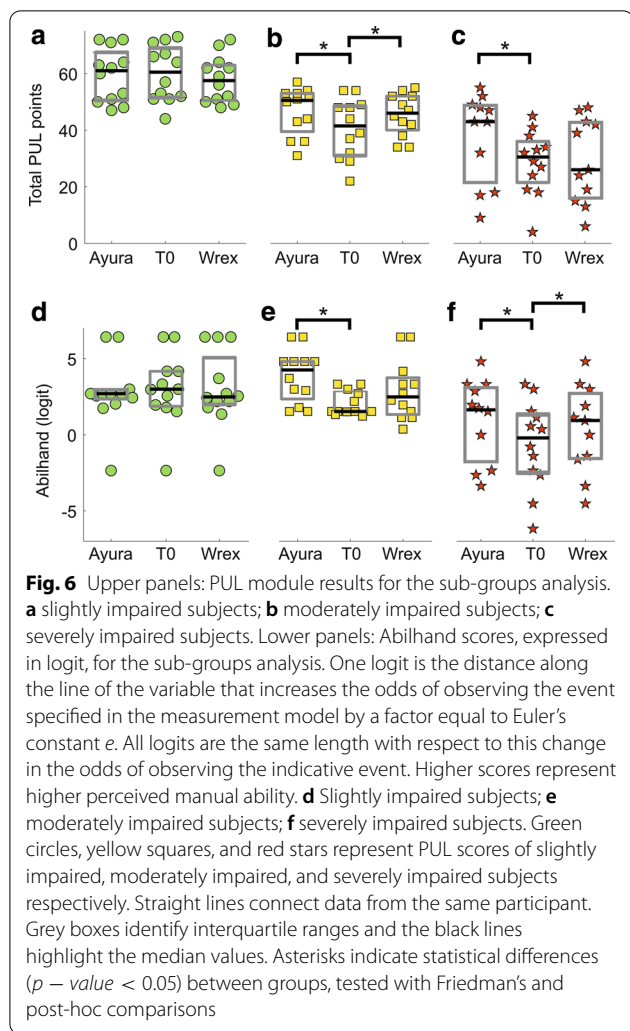 a
b
c
*
*
*
Total PUL points
60
40
20
0
Ayura T0 Wrex
Ayura T0 Wrex
Ayura T0 Wrex
d
e
f
*
*
*
Abilhand (logit)
5
0
-5
Ayura T0 Wrex
Ayura T0 Wrex
Ayura T0 Wrex
Fig. 6 Upper panels: PUL module results for the sub-groups analysis.
a slightly impaired subjects; b moderately impaired subjects; c
severely impaired subjects. Lower panels: Abilhand scores, expressed
in logit, for the sub-groups analysis. One logit is the distance along
the line of the variable that increases the odds of observing the event
specified in the measurement model by a factor equal to Euler's
constant e. All logits are the same length with respect to this change
in the odds of observing the indicative event. Higher scores represent
higher perceived manual ability. d Slightly impaired subjects; e
moderately impaired subjects; f severely impaired subjects. Green
circles, yellow squares, and red stars represent PUL scores of slightly
impaired, moderately impaired, and severely impaired subjects
respectively. Straight lines connect data from the same participant.
Grey boxes identify interquartile ranges and the black lines
highlight the median values. Asterisks indicate statistical differences
(p − value < 0.05) between groups, tested with Friedman's and
post-hoc comparisons